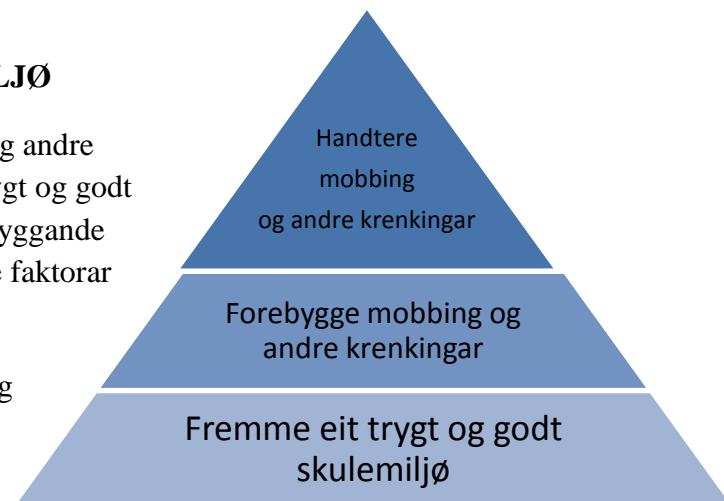 LJØ
g andre
ygt og godt
yggande
e faktorar
g
Handtere
mobbing
og andre krenkingar
Forebygge mobbing og
andre krenkingar
Fremme eit trygt og godt
skulemiljø